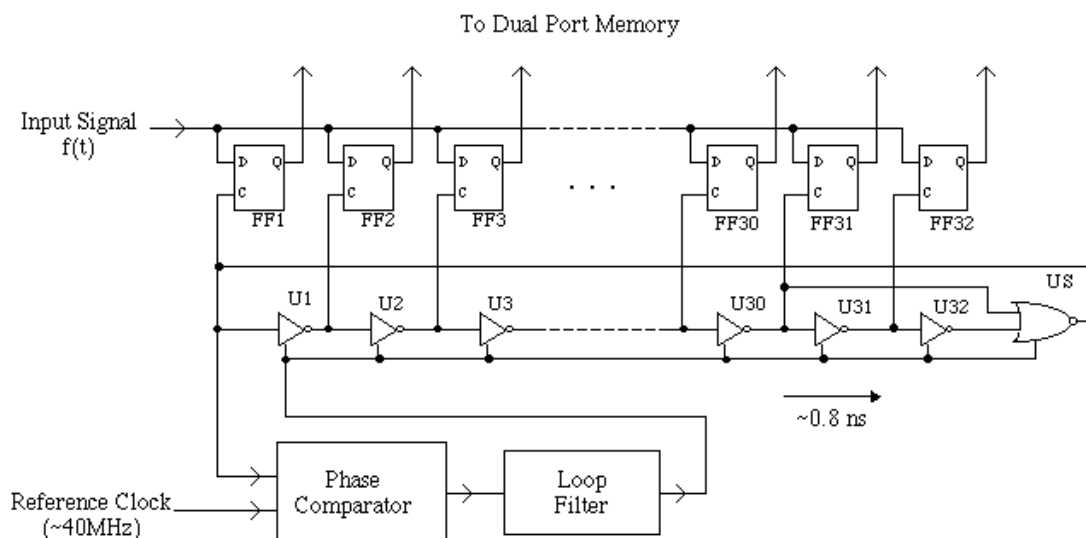 To Dual Port Memory
Input Signal
f(t)
D Q
C
FF1
D Q
C
FF2
D Q
C
FF3
. . .
D Q
C
FF30
D Q
C
FF31
D Q
C
FF32
U1
U2
U3
U30
U31
U32
US
~0.8 ns
Reference Clock
(~40MHz)
Phase
Comparator
Loop
Filter